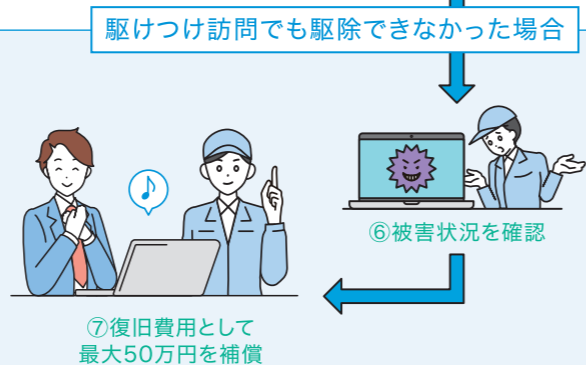 駆けつけ訪問でも駆除できなかった場合
⑥被害状況を確認
⑦復旧費用として
最大50万円を補償